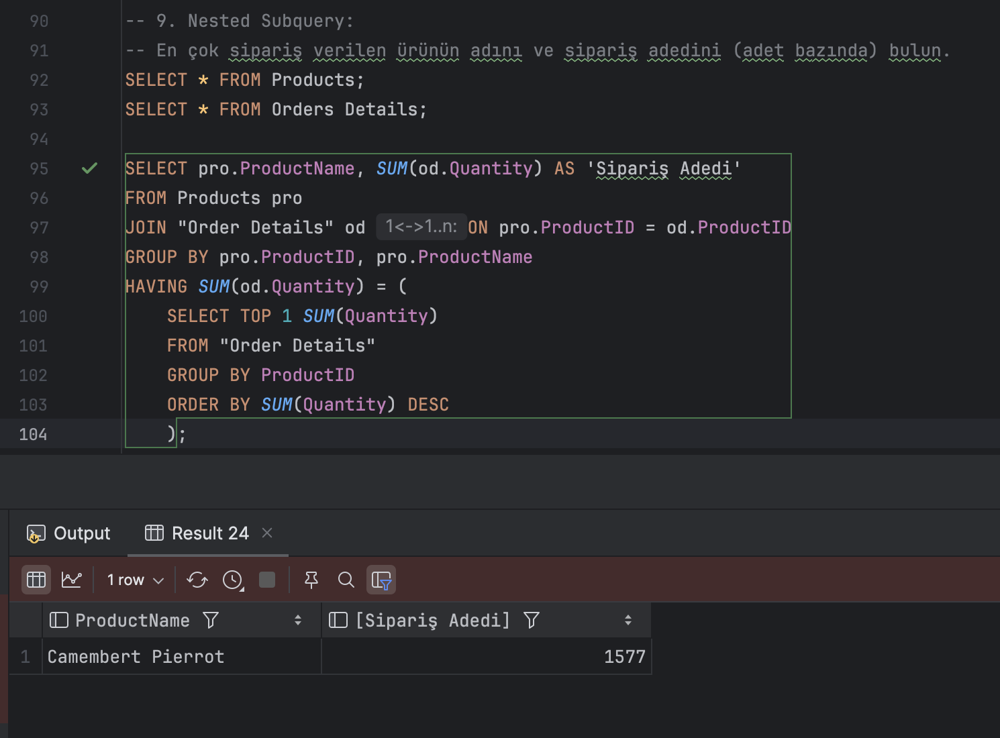 90 -- 9. Nested Subquery:
91 -- En çok sipariş verilen ürünün adını ve sipariş adedini (adet bazında) bulun.
92 SELECT * FROM Products;
93 SELECT * FROM Orders Details;
94
95 SELECT pro.ProductName, SUM(od.Quantity) AS 'Sipariş Adedi'
96 FROM Products pro
97 JOIN "Order Details" od 1<->1..n: ON pro.ProductID = od.ProductID
98 GROUP BY pro.ProductID, pro.ProductName
99 HAVING SUM(od.Quantity) = (
100 SELECT TOP 1 SUM(Quantity)
101 FROM "Order Details"
102 GROUP BY ProductID
103 ORDER BY SUM(Quantity) DESC
104 );
Output Result 24
1 row
ProductName [Sipariş Adedi]
1 Camembert Pierrot 1577